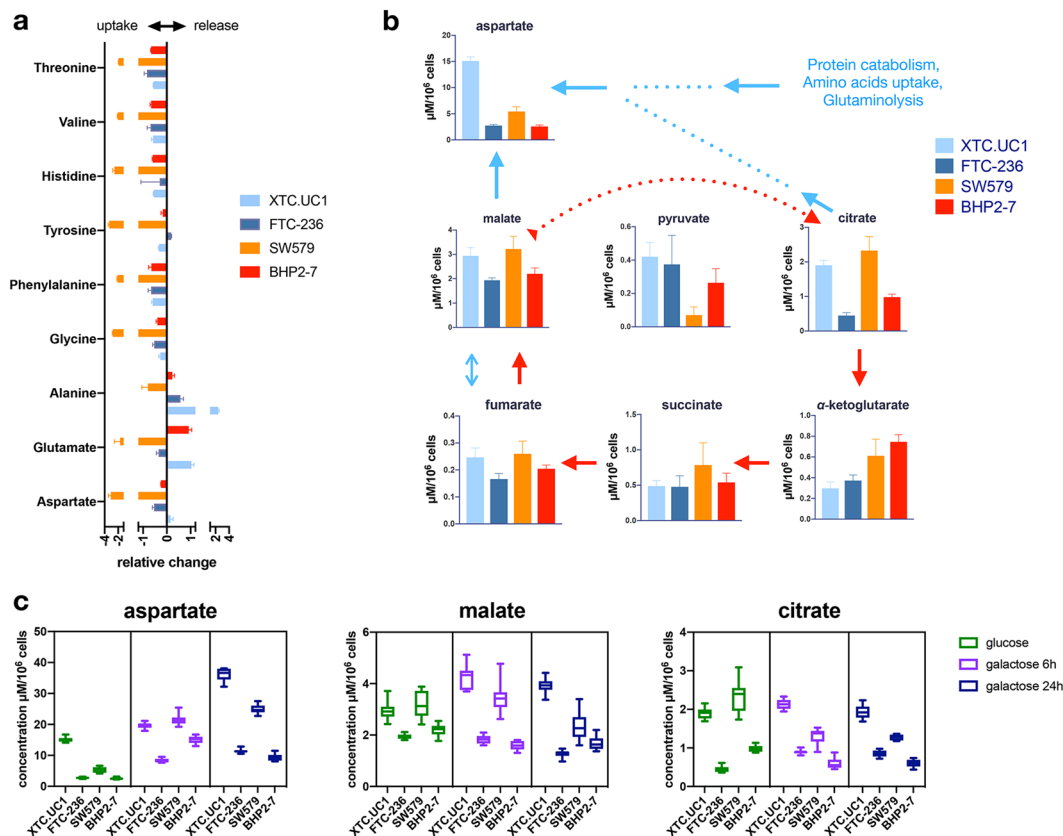 a
uptake release
Threonine
Valine
Histidine
Tyrosine
Phenylalanine
Glycine
Alanine
Glutamate
Aspartate
-4 -2 -1 0 1 2 4
relative change
XTC.UC1
FTC-236
SW579
BHP2-7
b
aspartate
µM/10⁶ cells
20
15
10
5
0
Protein catabolism,
Amino acids uptake,
Glutaminolysis
XTC.UC1
FTC-236
SW579
BHP2-7
malate
µM/10⁶ cells
4
3
2
1
0
pyruvate
µM/10⁶ cells
0.6
0.4
0.2
0.0
citrate
µM/10⁶ cells
3
2
1
0
fumarate
µM/10⁶ cells
0.4
0.3
0.2
0.1
0.0
succinate
µM/10⁶ cells
1.5
1.0
0.5
0.0
α-ketoglutarate
µM/10⁶ cells
1.0
0.8
0.6
0.4
0.2
0.0
c
aspartate
concentration µM/10⁶ cells
50
40
30
20
10
0
XTC.UC1 FTC-236 SW579 BHP2-7 XTC.UC1 FTC-236 SW579 BHP2-7 XTC.UC1 FTC-236 SW579 BHP2-7
malate
concentration µM/10⁶ cells
6
4
2
0
XTC.UC1 FTC-236 SW579 BHP2-7 XTC.UC1 FTC-236 SW579 BHP2-7 XTC.UC1 FTC-236 SW579 BHP2-7
citrate
concentration µM/10⁶ cells
4
3
2
1
0
XTC.UC1 FTC-236 SW579 BHP2-7 XTC.UC1 FTC-236 SW579 BHP2-7 XTC.UC1 FTC-236 SW579 BHP2-7
glucose
galactose 6h
galactose 24h